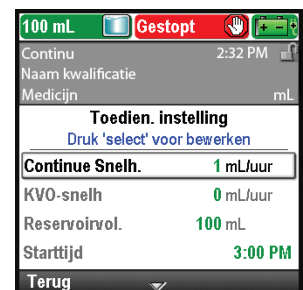 100 mL Gestopt
Continu 2:32 PM
Naam kwalificatie
Medicijn mL
Toedien. instelling
Druk 'select' voor bewerken
Continue Snelh. 1 mL/uur
KVO-snelh 0 mL/uur
Reservoirvol. 100 mL
Starttijd 3:00 PM
Terug